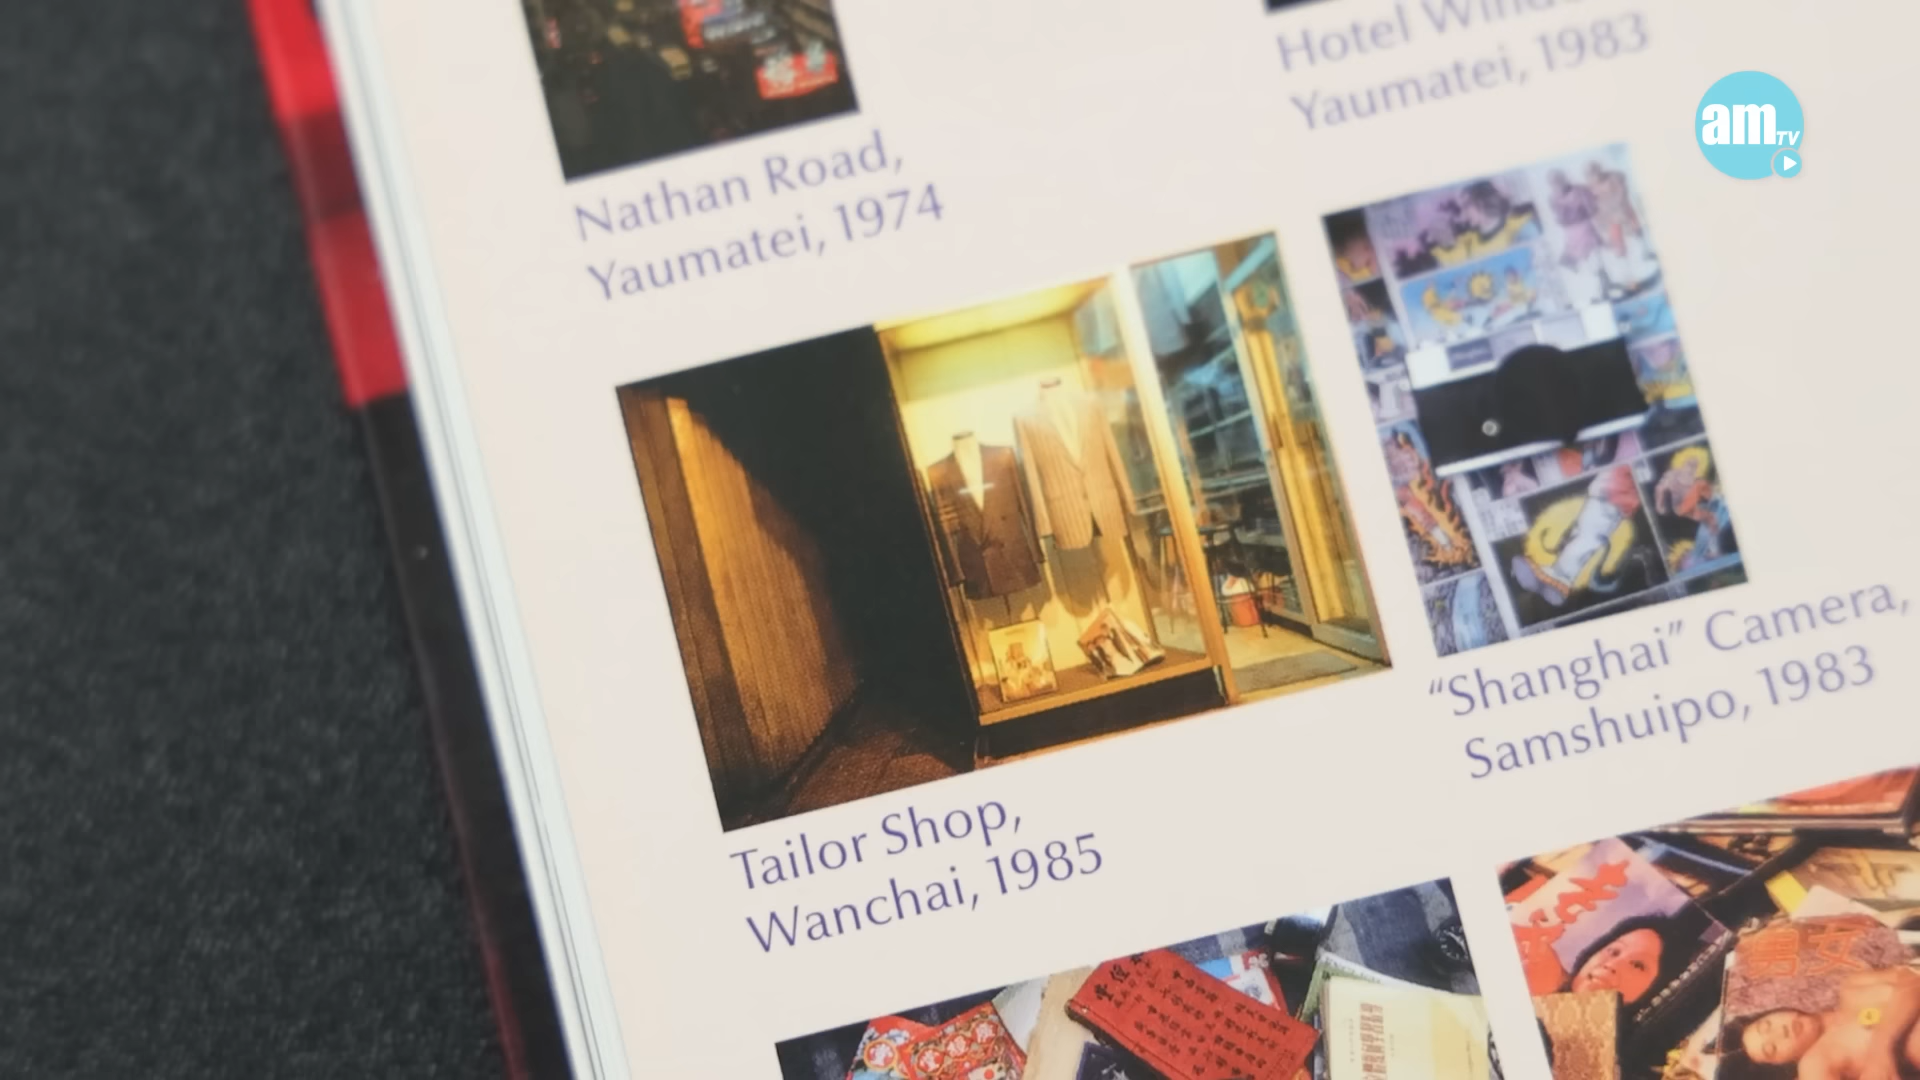 Hotel
Yaumatei, 1983
am TV
Nathan Road,
Yaumatei, 1974
"Shanghai" Camera,
Samshuipo, 1983
Tailor Shop,
Wanchai, 1985